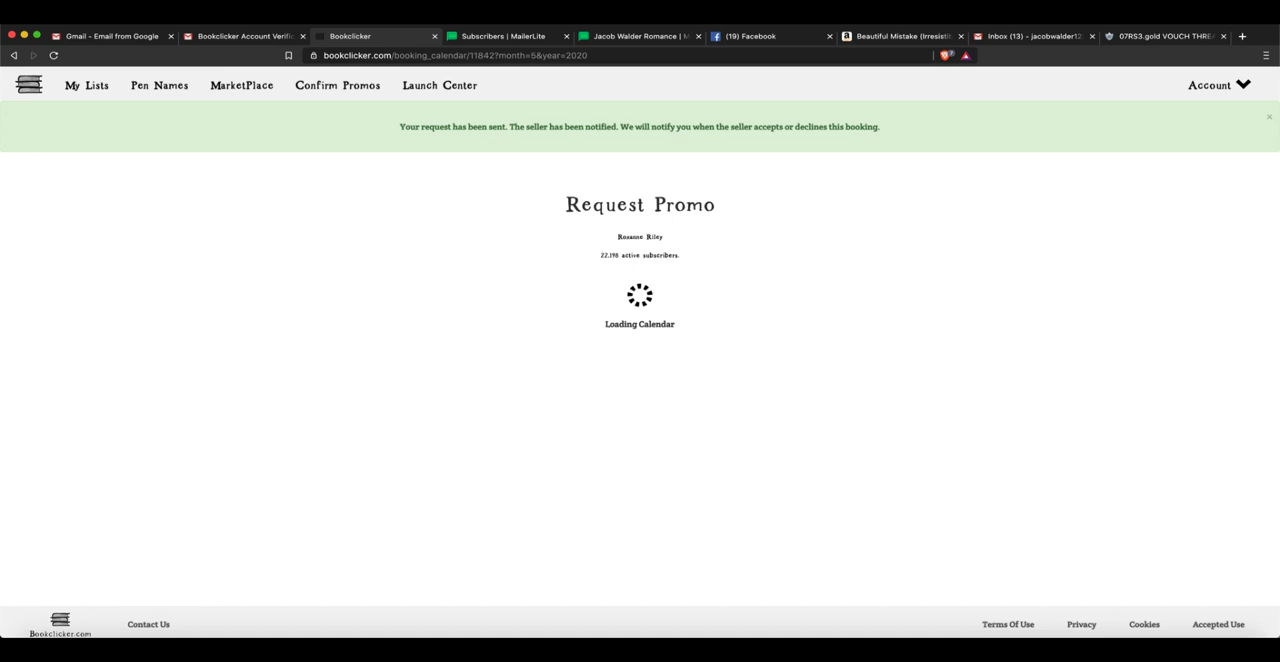 Gmail - Email from Google
Bookclicker Account Verific
Bookclicker
Subscribers | MailerLite
Jacob Walder Romance | M
(19) Facebook
Beautiful Mistake (Irresistib
Inbox (13) - jacobwalder12
07RS3.gold VOUCH THREA
bookclicker.com/booking_calendar/11842?month=5&year=2020
My Lists
Pen Names
MarketPlace
Confirm Promos
Launch Center
Account
Your request has been sent. The seller has been notified. We will notify you when the seller accepts or declines this booking.
Request Promo
Roxanne Riley
22,198 active subscribers.
Loading Calendar
Bookclicker.com
Contact Us
Terms Of Use
Privacy
Cookies
Accepted Use